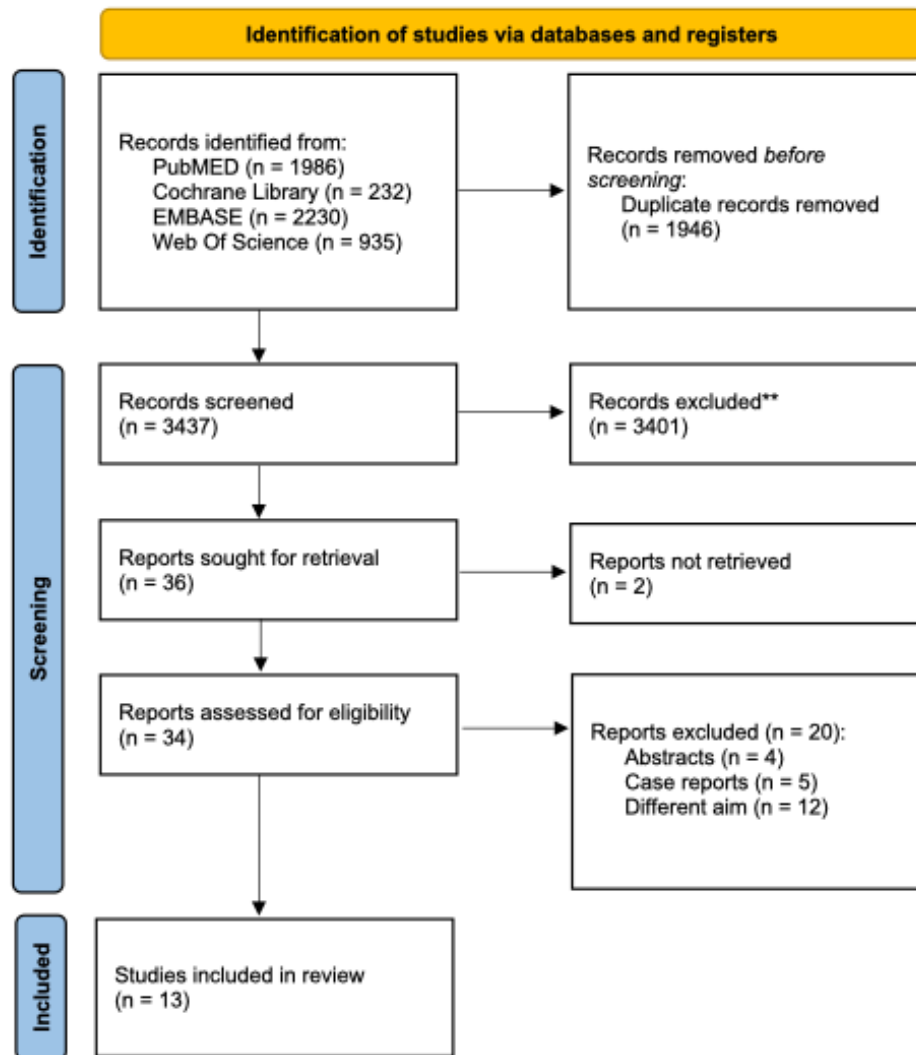 Identification of studies via databases and registers
Identification
Records identified from:
PubMED (n = 1986)
Cochrane Library (n = 232)
EMBASE (n = 2230)
Web Of Science (n = 935)
Records removed before
screening:
Duplicate records removed
(n = 1946)
Screening
Records screened
(n = 3437)
Records excluded**
(n = 3401)
Reports sought for retrieval
(n = 36)
Reports not retrieved
(n = 2)
Reports assessed for eligibility
(n = 34)
Reports excluded (n = 20):
Abstracts (n = 4)
Case reports (n = 5)
Different aim (n = 12)
Included
Studies included in review
(n = 13)